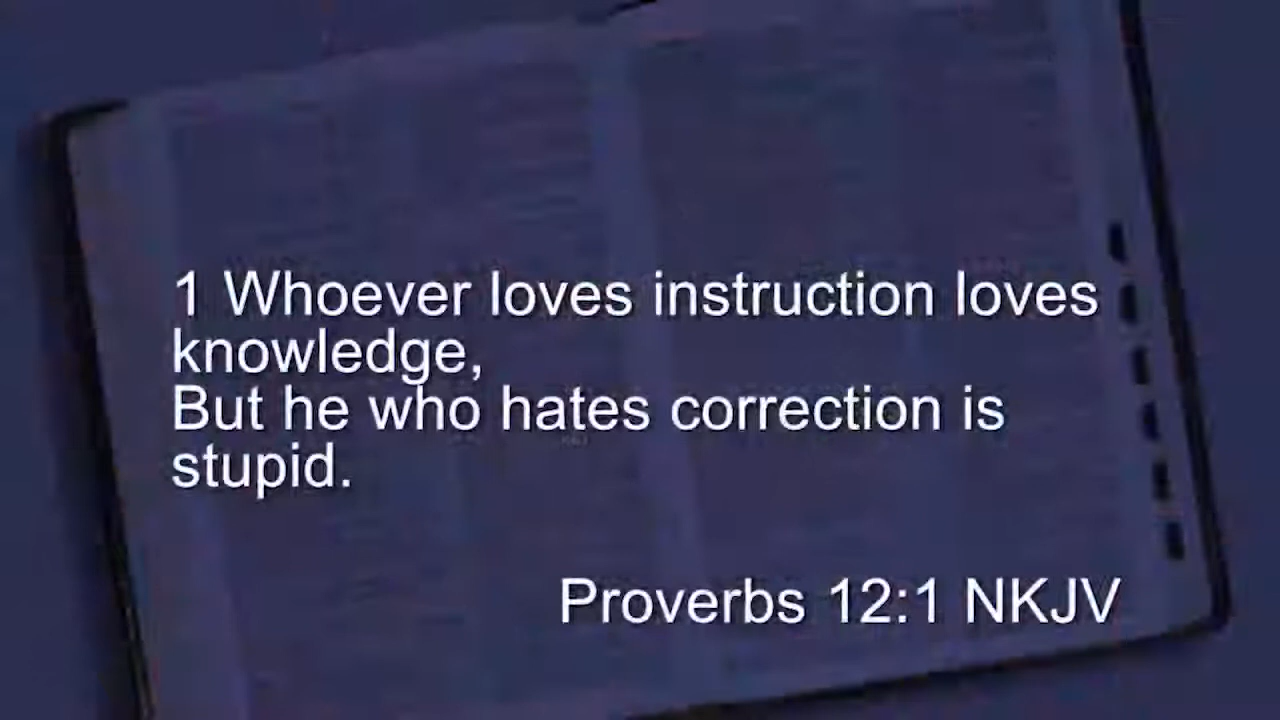 1 Whoever loves instruction loves
knowledge,
But he who hates correction is
stupid.
Proverbs 12:1 NKJV